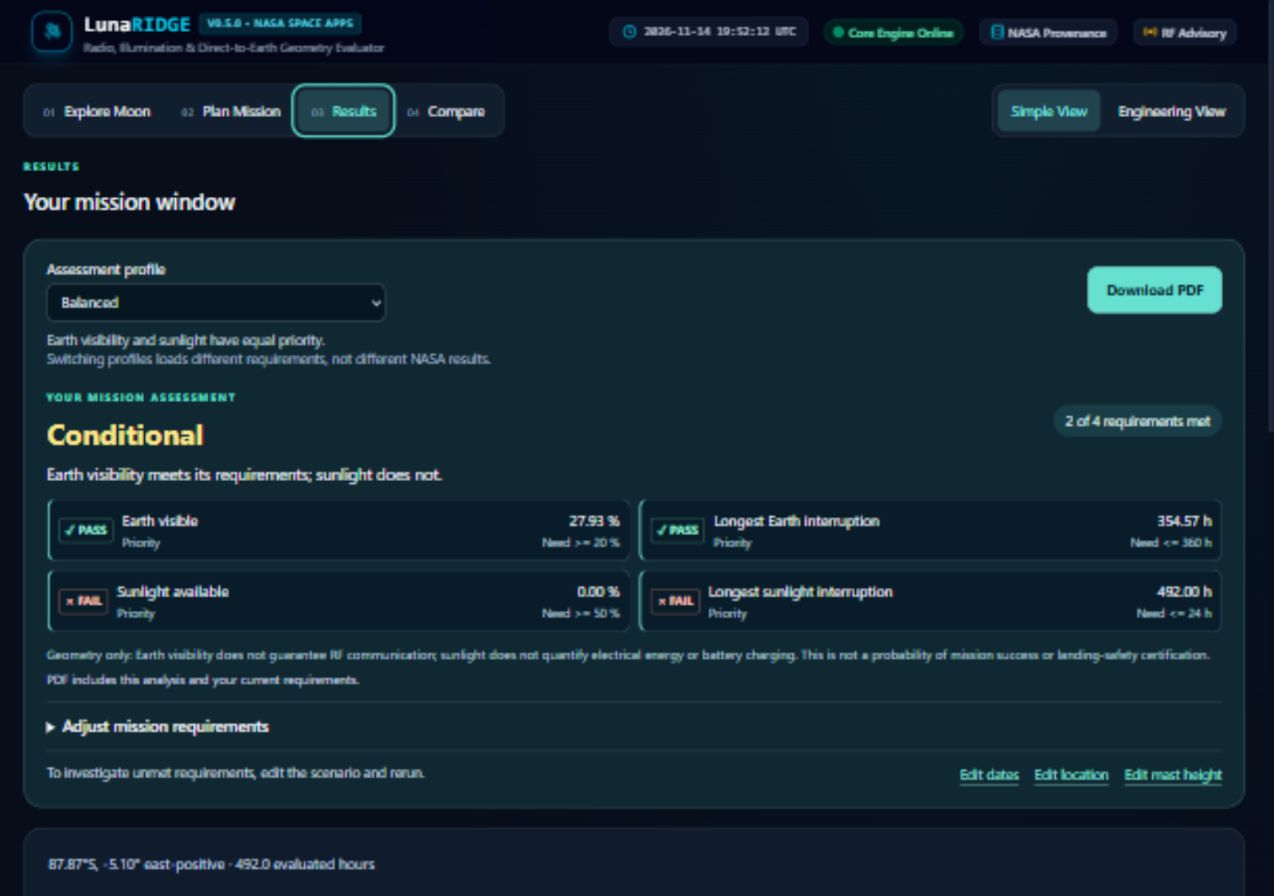 LunaRIDGE V0.5.0 - NASA SPACE APPS
Radio, Illumination & Direct-to-Earth Geometry Evaluator
2026-11-14 19:52:12 UTC
Core Engine Online
NASA Provenance
RF Advisory
01 Explore Moon
02 Plan Mission
03 Results
04 Compare
Simple View
Engineering View
RESULTS
Your mission window
Assessment profile
Balanced
Download PDF
Earth visibility and sunlight have equal priority.
Switching profiles loads different requirements, not different NASA results.
YOUR MISSION ASSESSMENT
Conditional
2 of 4 requirements met
Earth visibility meets its requirements; sunlight does not.
✓ PASS
Earth visible
Priority
27.93 %
Need >= 20 %
✓ PASS
Longest Earth interruption
Priority
354.57 h
Need <= 360 h
× FAIL
Sunlight available
Priority
0.00 %
Need >= 50 %
× FAIL
Longest sunlight interruption
Priority
492.00 h
Need <= 24 h
Geometry only: Earth visibility does not guarantee RF communication; sunlight does not quantify electrical energy or battery charging. This is not a probability of mission success or landing-safety certification.
PDF includes this analysis and your current requirements.
▶ Adjust mission requirements
To investigate unmet requirements, edit the scenario and rerun.
Edit dates
Edit location
Edit mast height
87.87°S, -5.10° east-positive · 492.0 evaluated hours